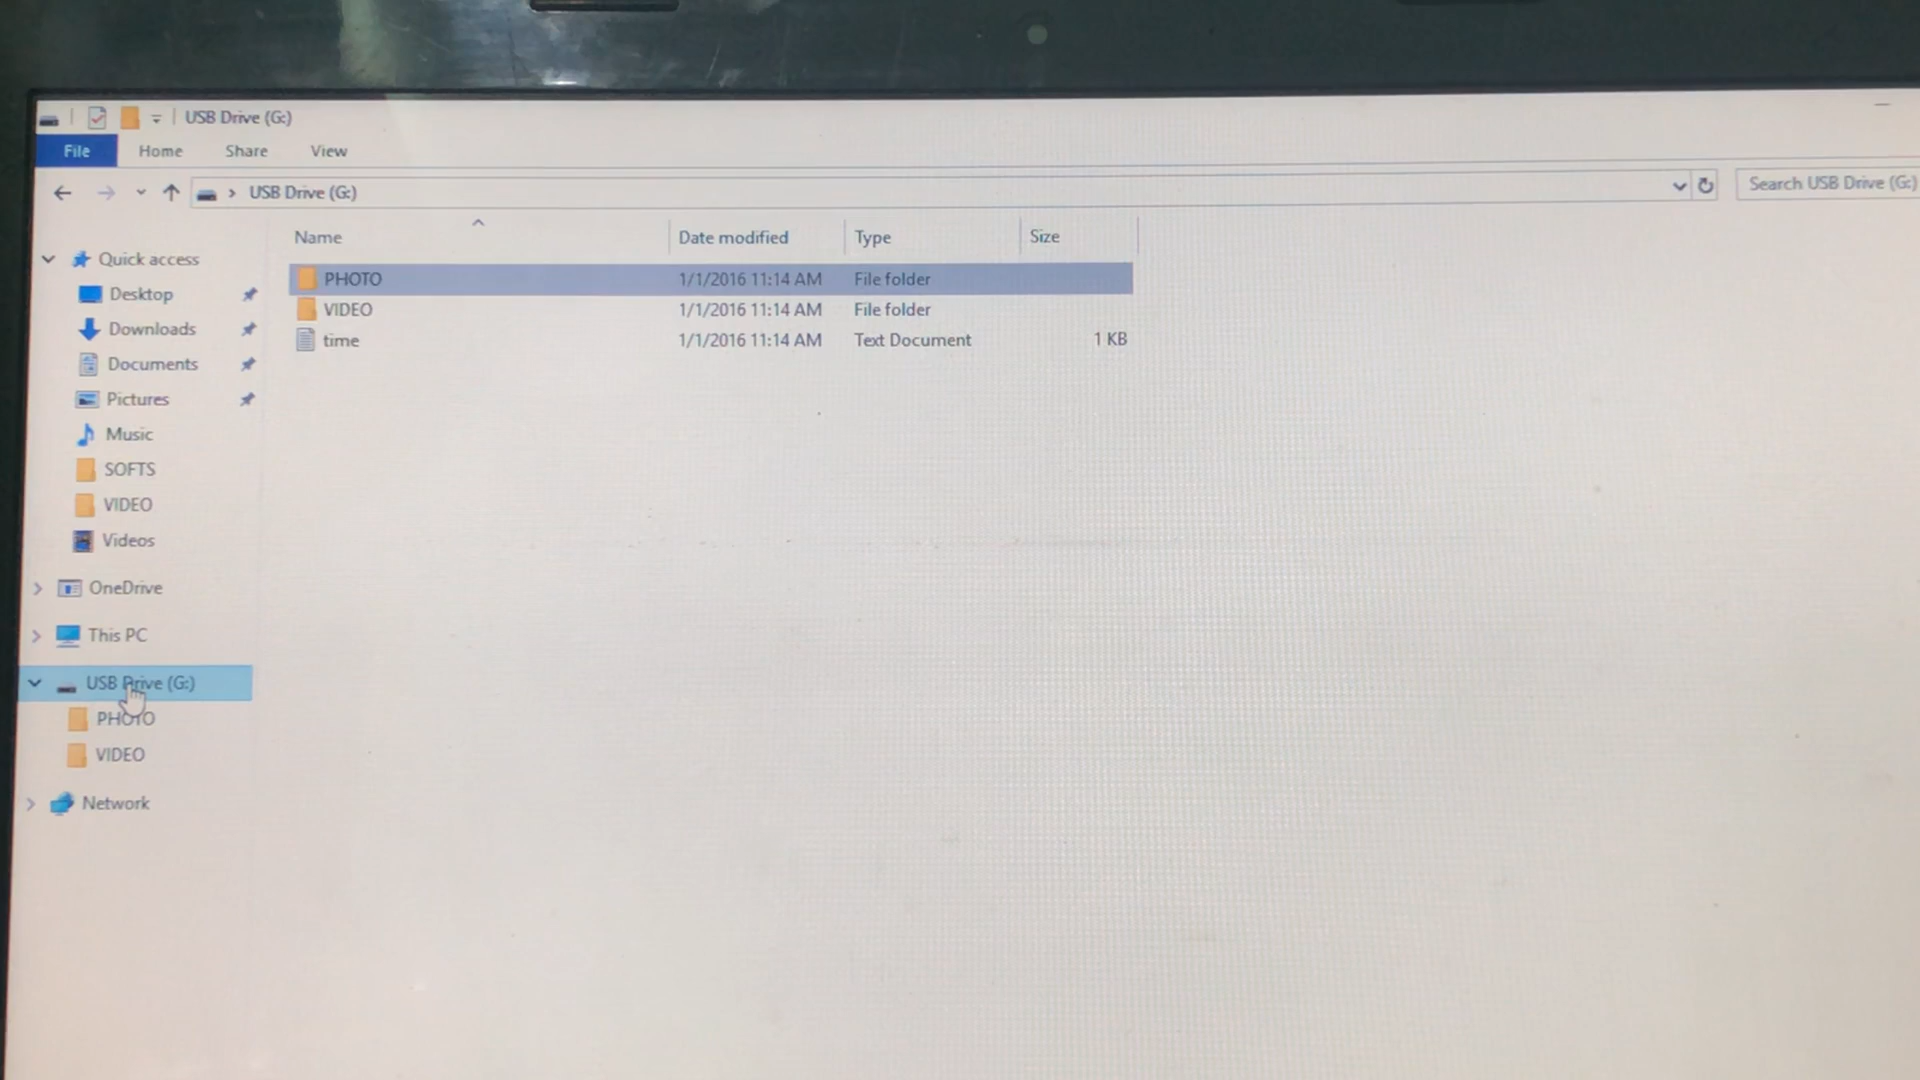 USB Drive (G:)
File Home Share View
USB Drive (G:) Search USB Drive (G:)
Name Date modified Type Size
Quick access
Desktop
Downloads
Documents
Pictures
Music
SOFTS
VIDEO
Videos
OneDrive
This PC
USB Drive (G:)
PHOTO
VIDEO
Network
PHOTO 1/1/2016 11:14 AM File folder
VIDEO 1/1/2016 11:14 AM File folder
time 1/1/2016 11:14 AM Text Document 1 KB